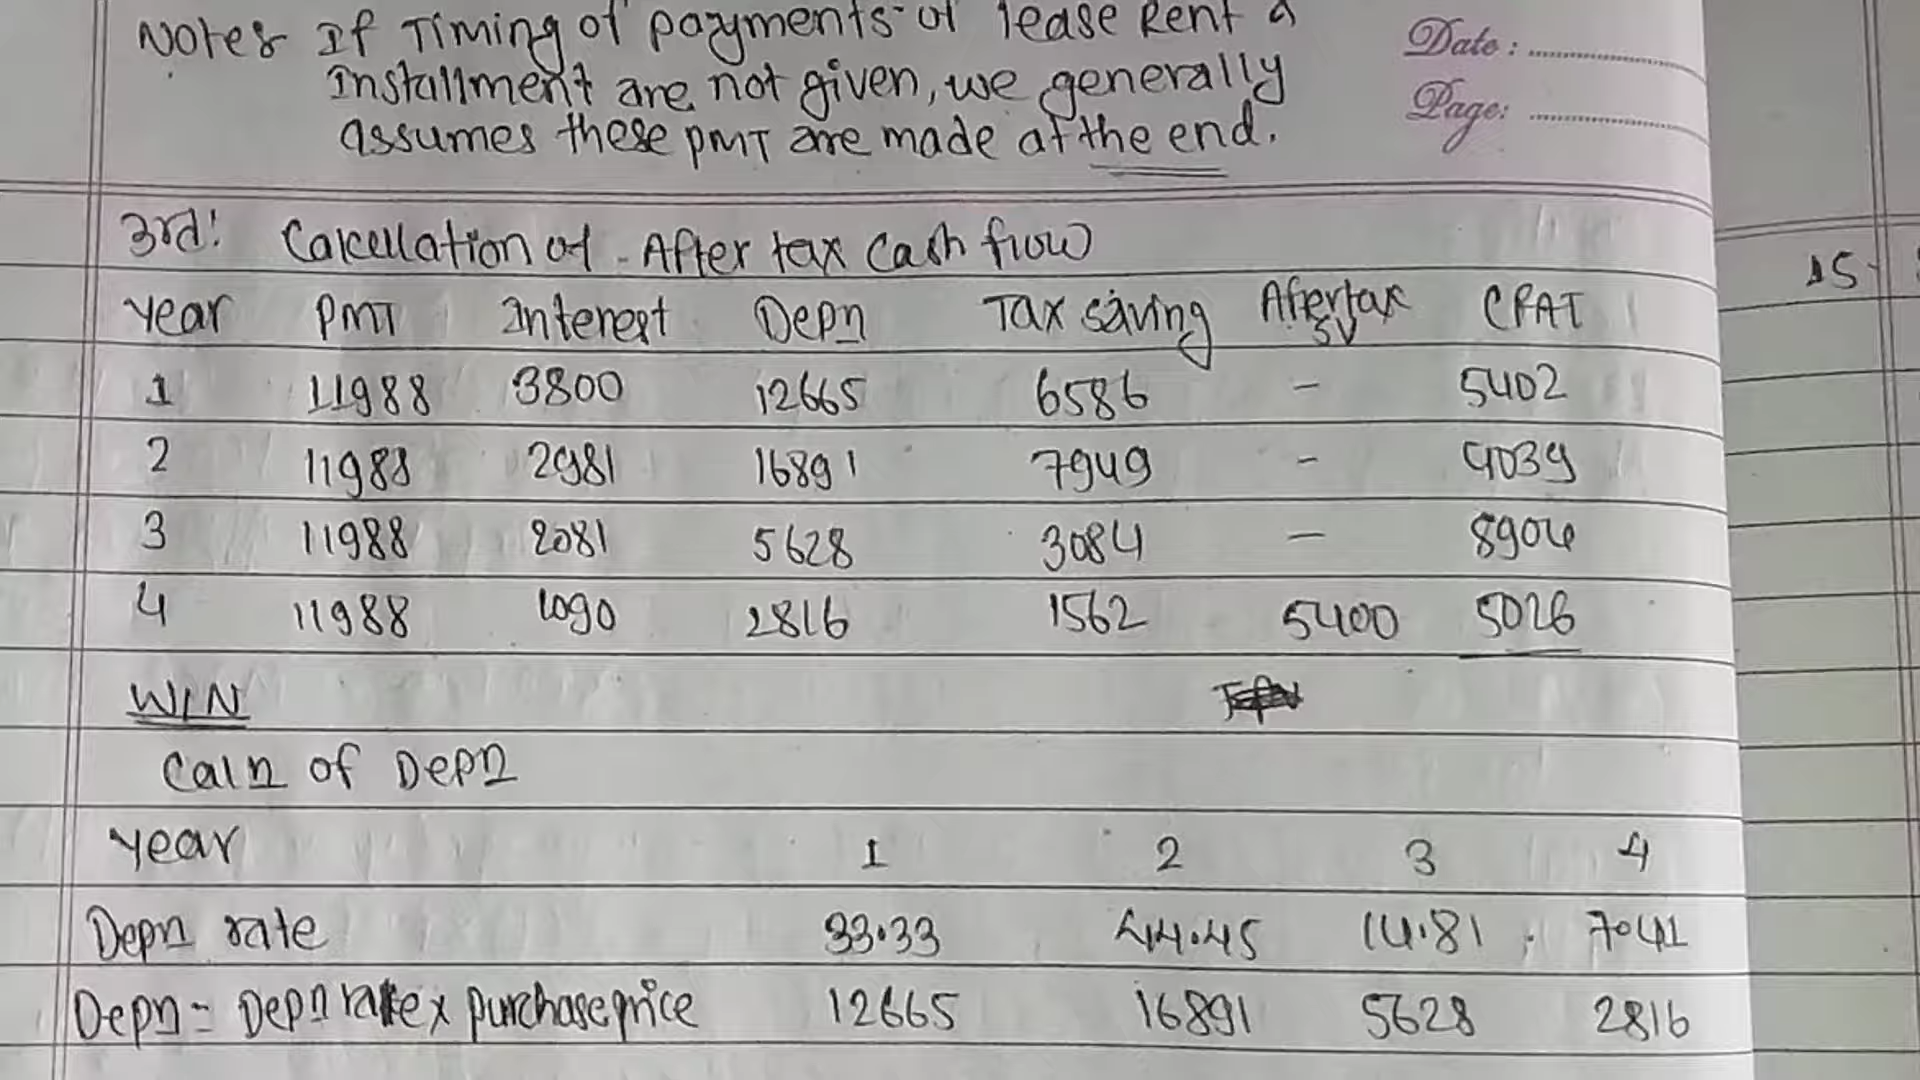 Notes If Timing of payments of lease Rent a
Date :
Installment are not given, we generally
Page:
assumes these PMT are made at the end.
3rd: Calcellation of After tax Cash flow
15
Year PMT Interest Depn Tax saving Aftertax SV CFAT
1 11988 3800 12665 6586 - 5402
2 11988 2981 16891 7949 - 4039
3 11988 2081 5628 3084 - 8904
4 11988 1090 2816 1562 5400 5026
WIN
Caln of Depn
Year 1 2 3 4
Depn rate 33.33 44.45 14.81 7.41
Depn = Depn rate x purchase price 12665 16891 5628 2816